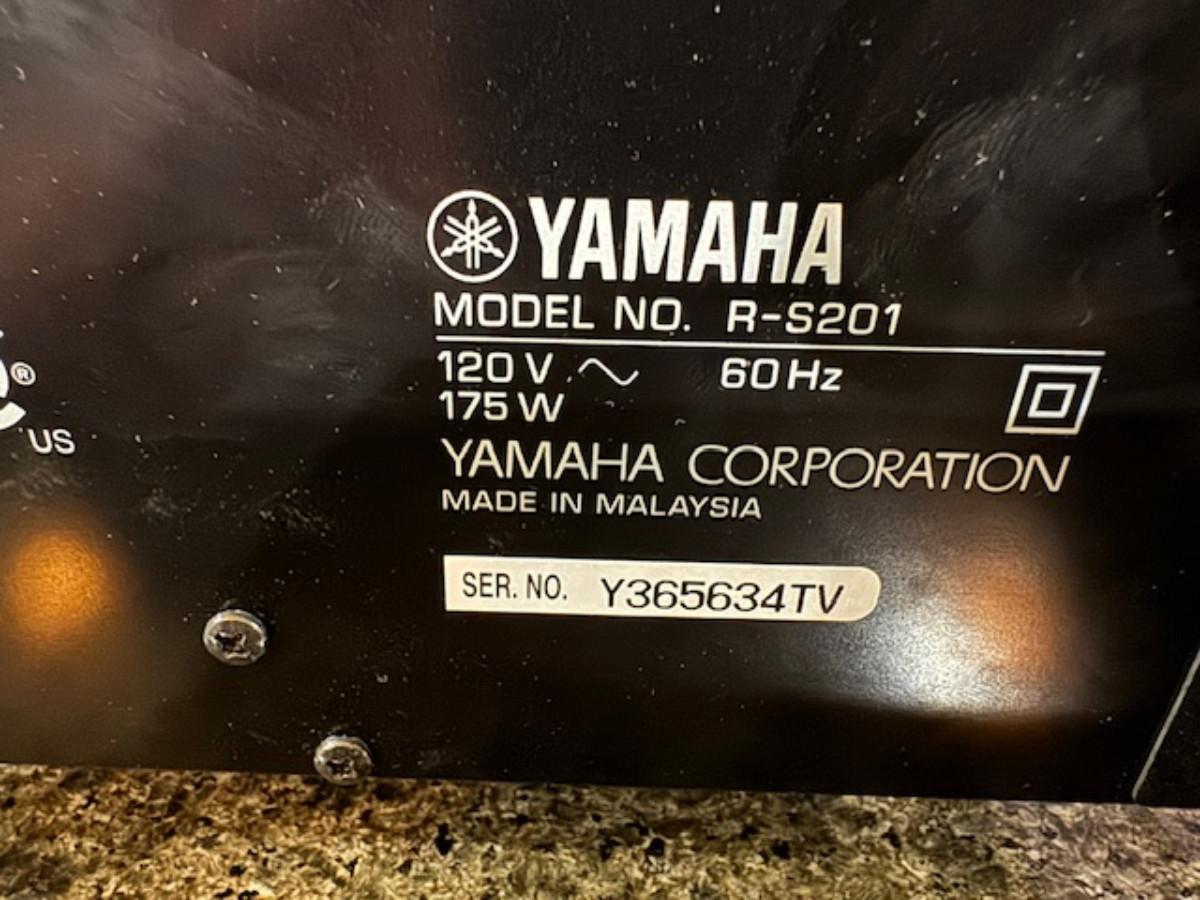 YAMAHA
MODEL NO. R-S201
120 V ~ 60 Hz
175 W
YAMAHA CORPORATION
MADE IN MALAYSIA
SER. NO. Y365634TV
® US